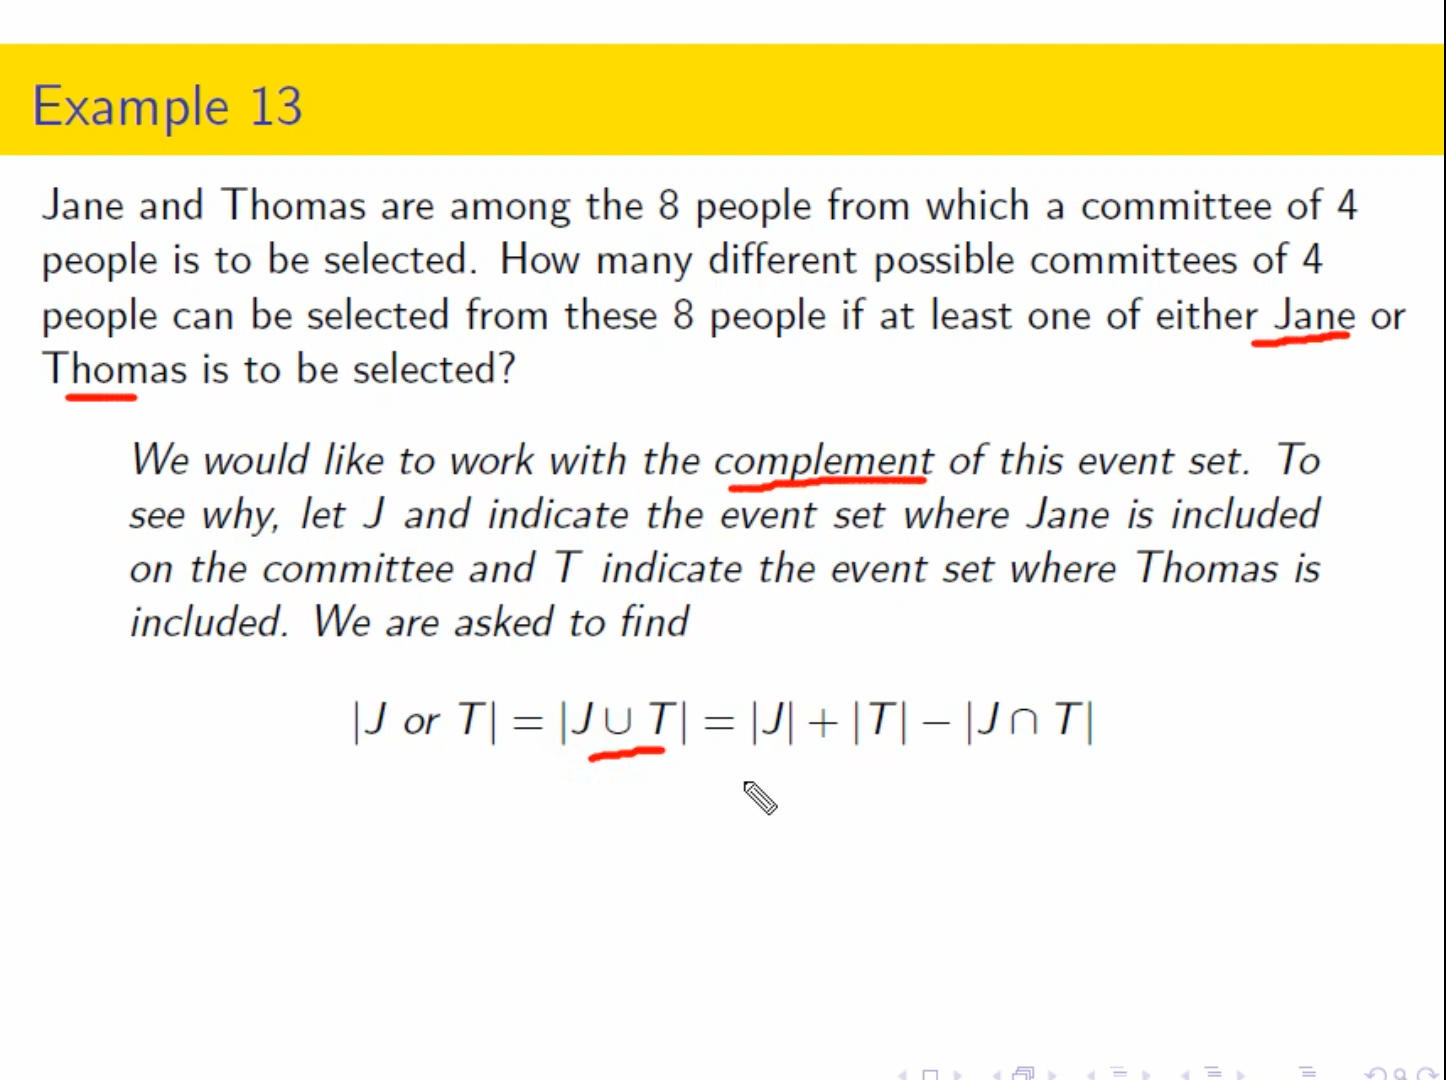 Example 13
Jane and Thomas are among the 8 people from which a committee of 4
people is to be selected. How many different possible committees of 4
people can be selected from these 8 people if at least one of either Jane or
Thomas is to be selected?
We would like to work with the complement of this event set. To
see why, let J and indicate the event set where Jane is included
on the committee and T indicate the event set where Thomas is
included. We are asked to find
|J or T| = |J ∪ T| = |J| + |T| − |J ∩ T|